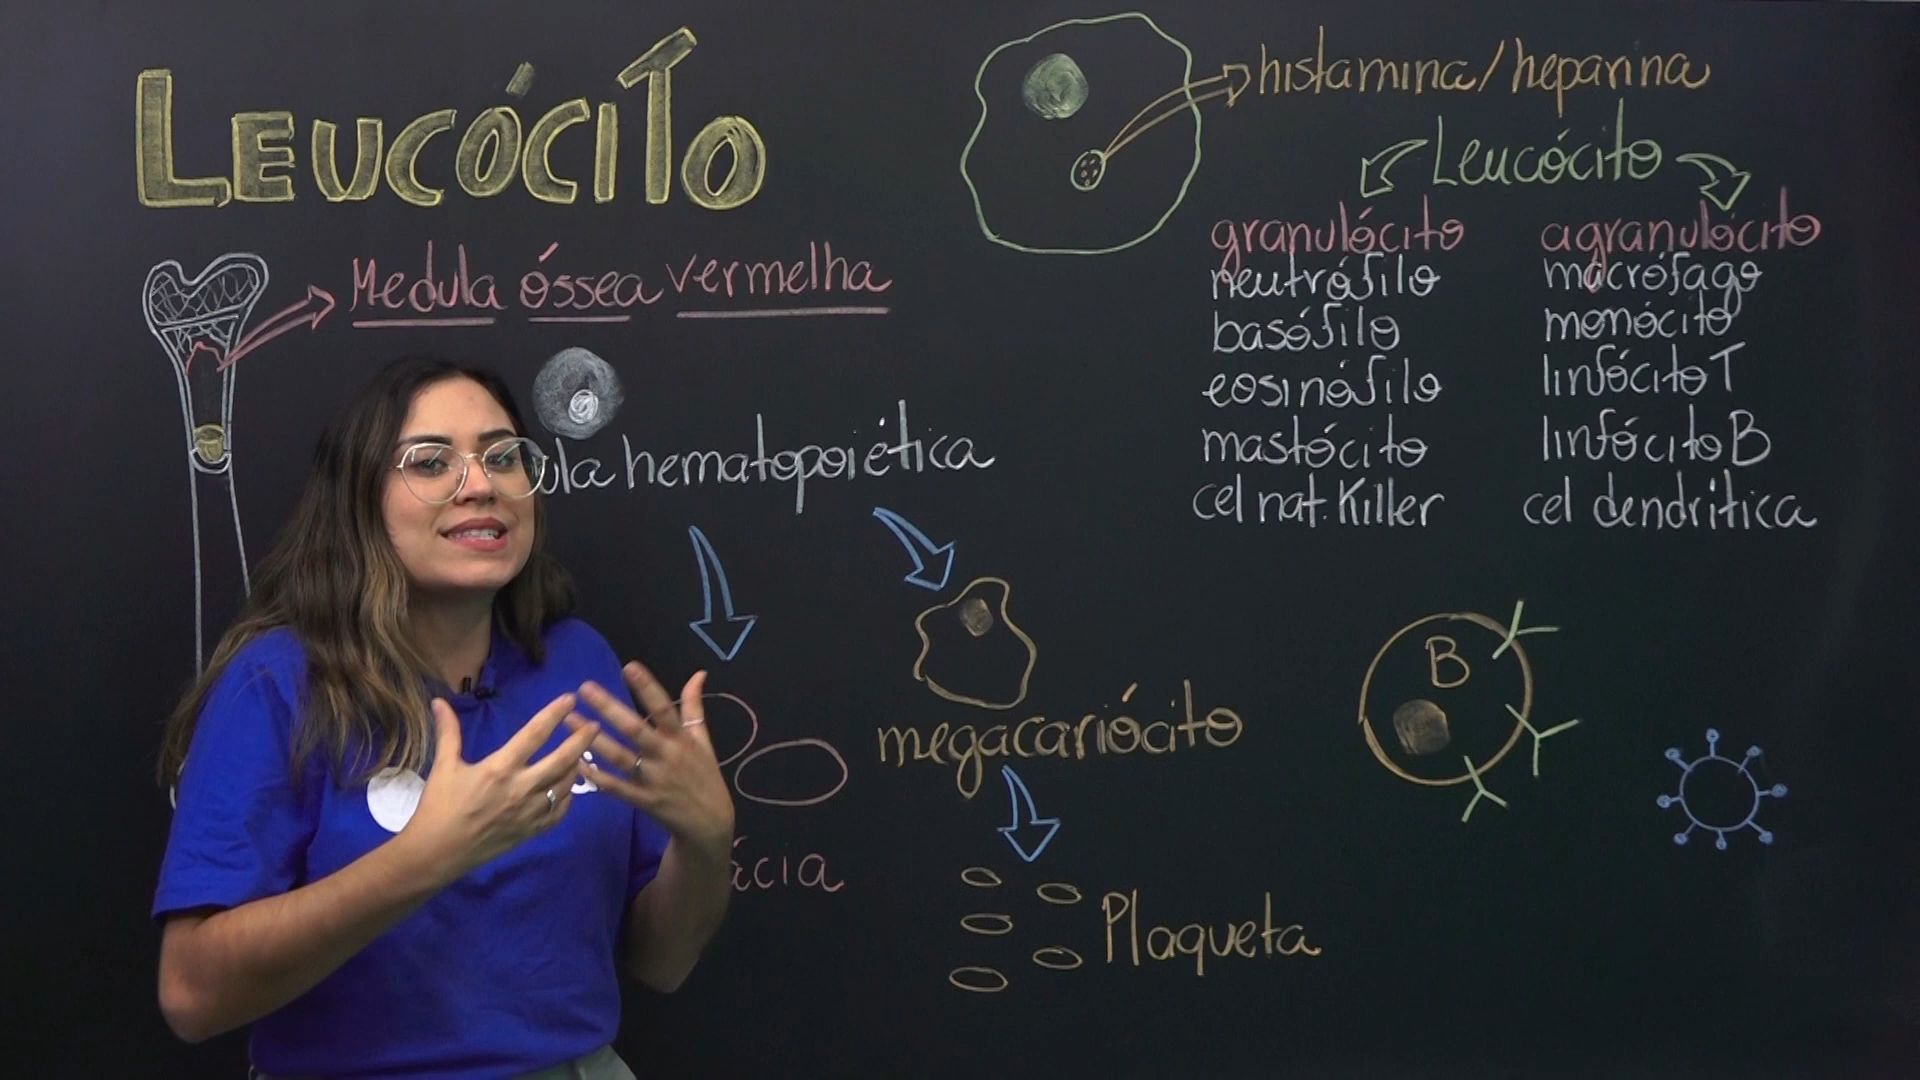 LEUCÓCITO
histamina/heparina
Leucócito
granulócito
agranulócito
neutrófilo
macrófago
basófilo
monócito
eosinófilo
linfócito T
mastócito
linfócito B
cel nat. Killer
cel dendrítica
Medula óssea vermelha
hematopoiética
megacariócito
Plaqueta
B